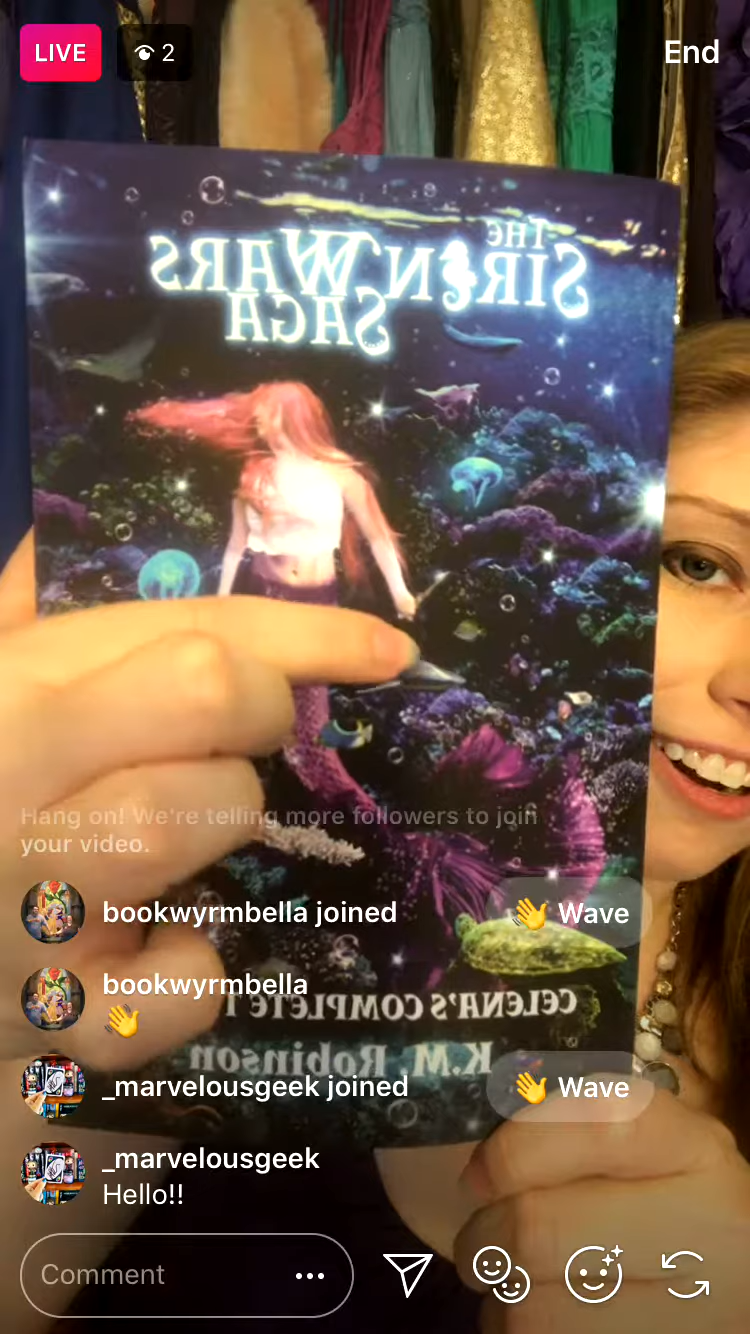 LIVE
2
End
THE
SIREN WARS
SAGA
Hang on! We're telling more followers to join
your video.
bookwyrmbella joined
Wave
bookwyrmbella
CELENA'S COMPLETE T
K.M. Robinson
_marvelousgeek joined
Wave
_marvelousgeek
Hello!!
Comment